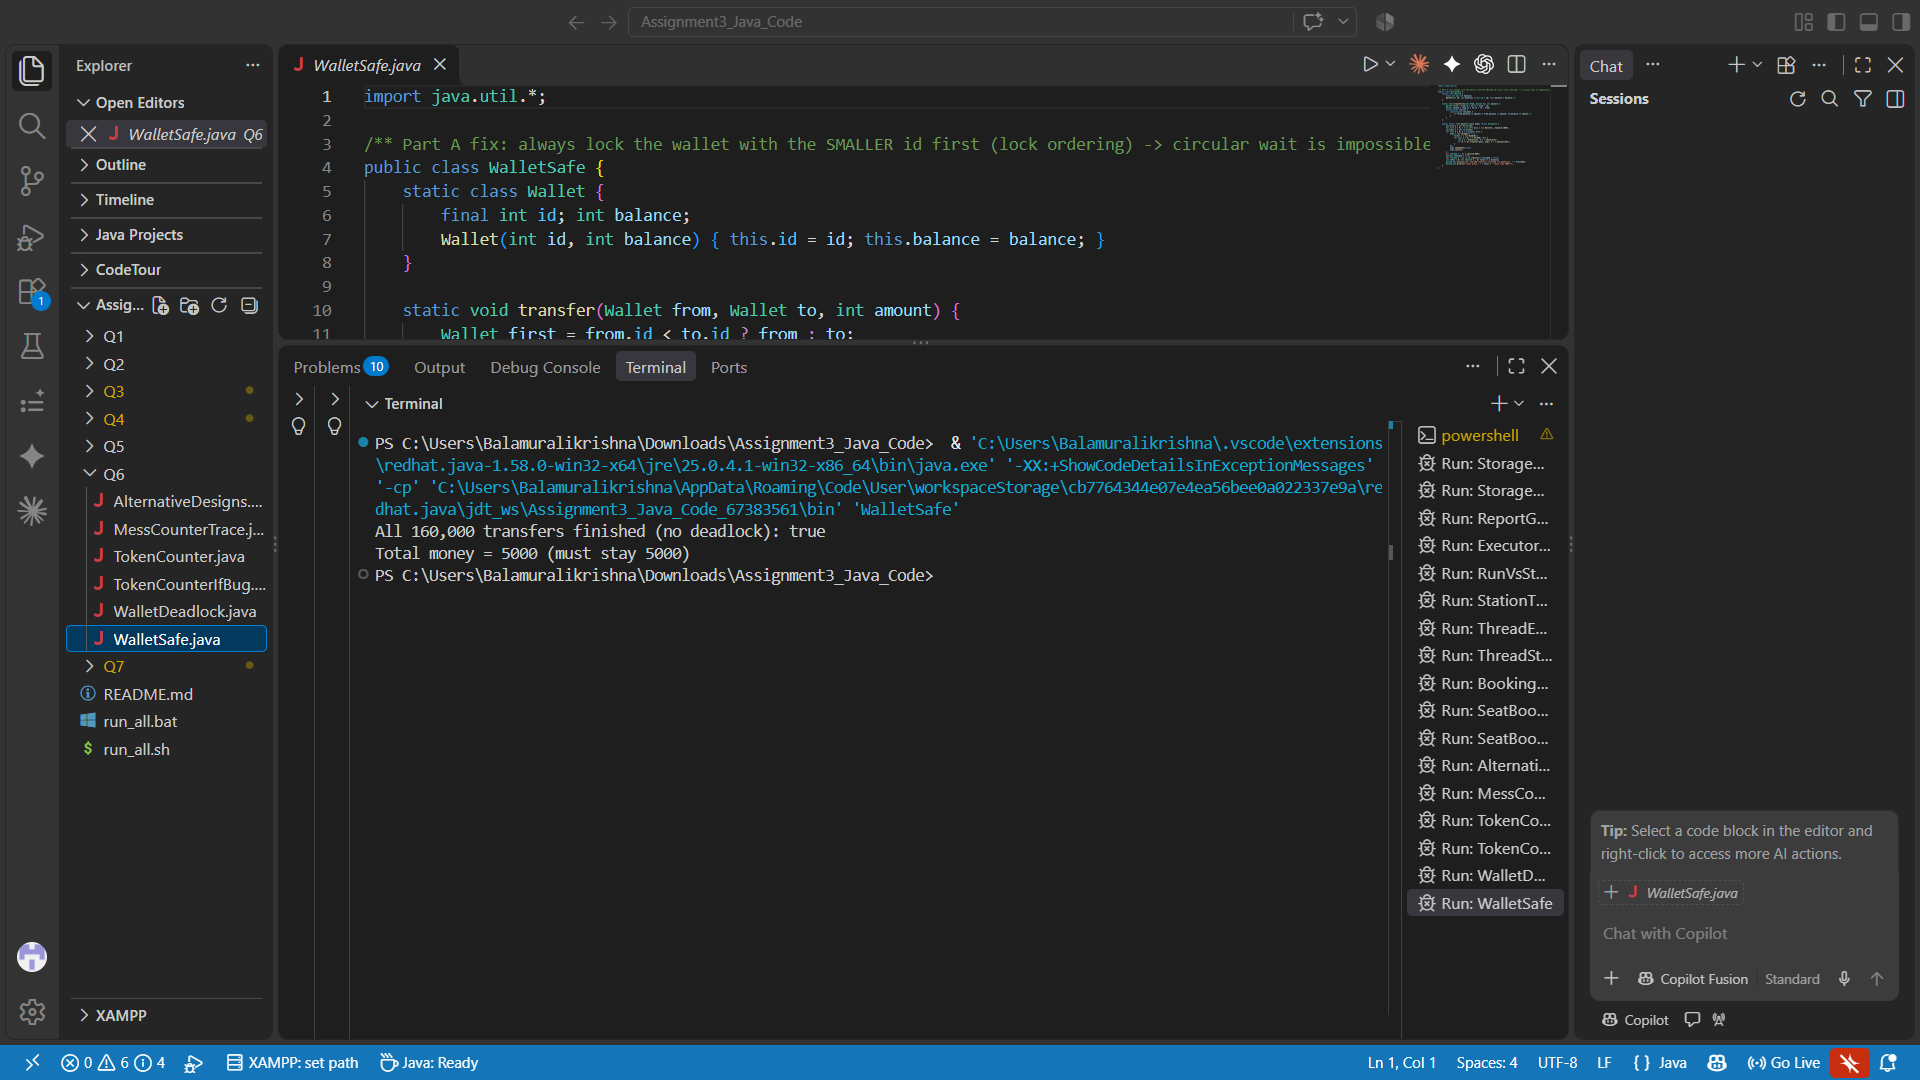 Assignment3_Java_Code
Explorer
Open Editors
WalletSafe.java Q6
Outline
Timeline
Java Projects
CodeTour
Assig...
Q1
Q2
Q3
Q4
Q5
Q6
AlternativeDesigns....
MessCounterTrace.j...
TokenCounter.java
TokenCounterIfBug....
WalletDeadlock.java
WalletSafe.java
Q7
README.md
run_all.bat
run_all.sh
XAMPP
1
WalletSafe.java
1 import java.util.*;
2
3 /** Part A fix: always lock the wallet with the SMALLER id first (lock ordering) -> circular wait is impossible
4 public class WalletSafe {
5 static class Wallet {
6 final int id; int balance;
7 Wallet(int id, int balance) { this.id = id; this.balance = balance; }
8 }
9
10 static void transfer(Wallet from, Wallet to, int amount) {
11 Wallet first = from.id < to.id ? from : to;
Problems 10 Output Debug Console Terminal Ports
Terminal
PS C:\Users\Balamuralikrishna\Downloads\Assignment3_Java_Code> & 'C:\Users\Balamuralikrishna\.vscode\extensions
\redhat.java-1.58.0-win32-x64\jre\25.0.4.1-win32-x86_64\bin\java.exe' '-XX:+ShowCodeDetailsInExceptionMessages'
'-cp' 'C:\Users\Balamuralikrishna\AppData\Roaming\Code\User\workspaceStorage\cb7764344e07e4ea56bee0a022337e9a\re
dhat.java\jdt_ws\Assignment3_Java_Code_67383561\bin' 'WalletSafe'
All 160,000 transfers finished (no deadlock): true
Total money = 5000 (must stay 5000)
PS C:\Users\Balamuralikrishna\Downloads\Assignment3_Java_Code>
powershell
Run: Storage...
Run: Storage...
Run: ReportG...
Run: Executor...
Run: RunVsSt...
Run: StationT...
Run: ThreadE...
Run: ThreadSt...
Run: Booking...
Run: SeatBoo...
Run: SeatBoo...
Run: Alternati...
Run: MessCo...
Run: TokenCo...
Run: TokenCo...
Run: WalletD...
Run: WalletSafe
Chat
Sessions
Tip: Select a code block in the editor and
right-click to access more AI actions.
WalletSafe.java
Chat with Copilot
Copilot Fusion Standard
Copilot
0 6 4 XAMPP: set path Java: Ready
Ln 1, Col 1 Spaces: 4 UTF-8 LF {} Java Go Live